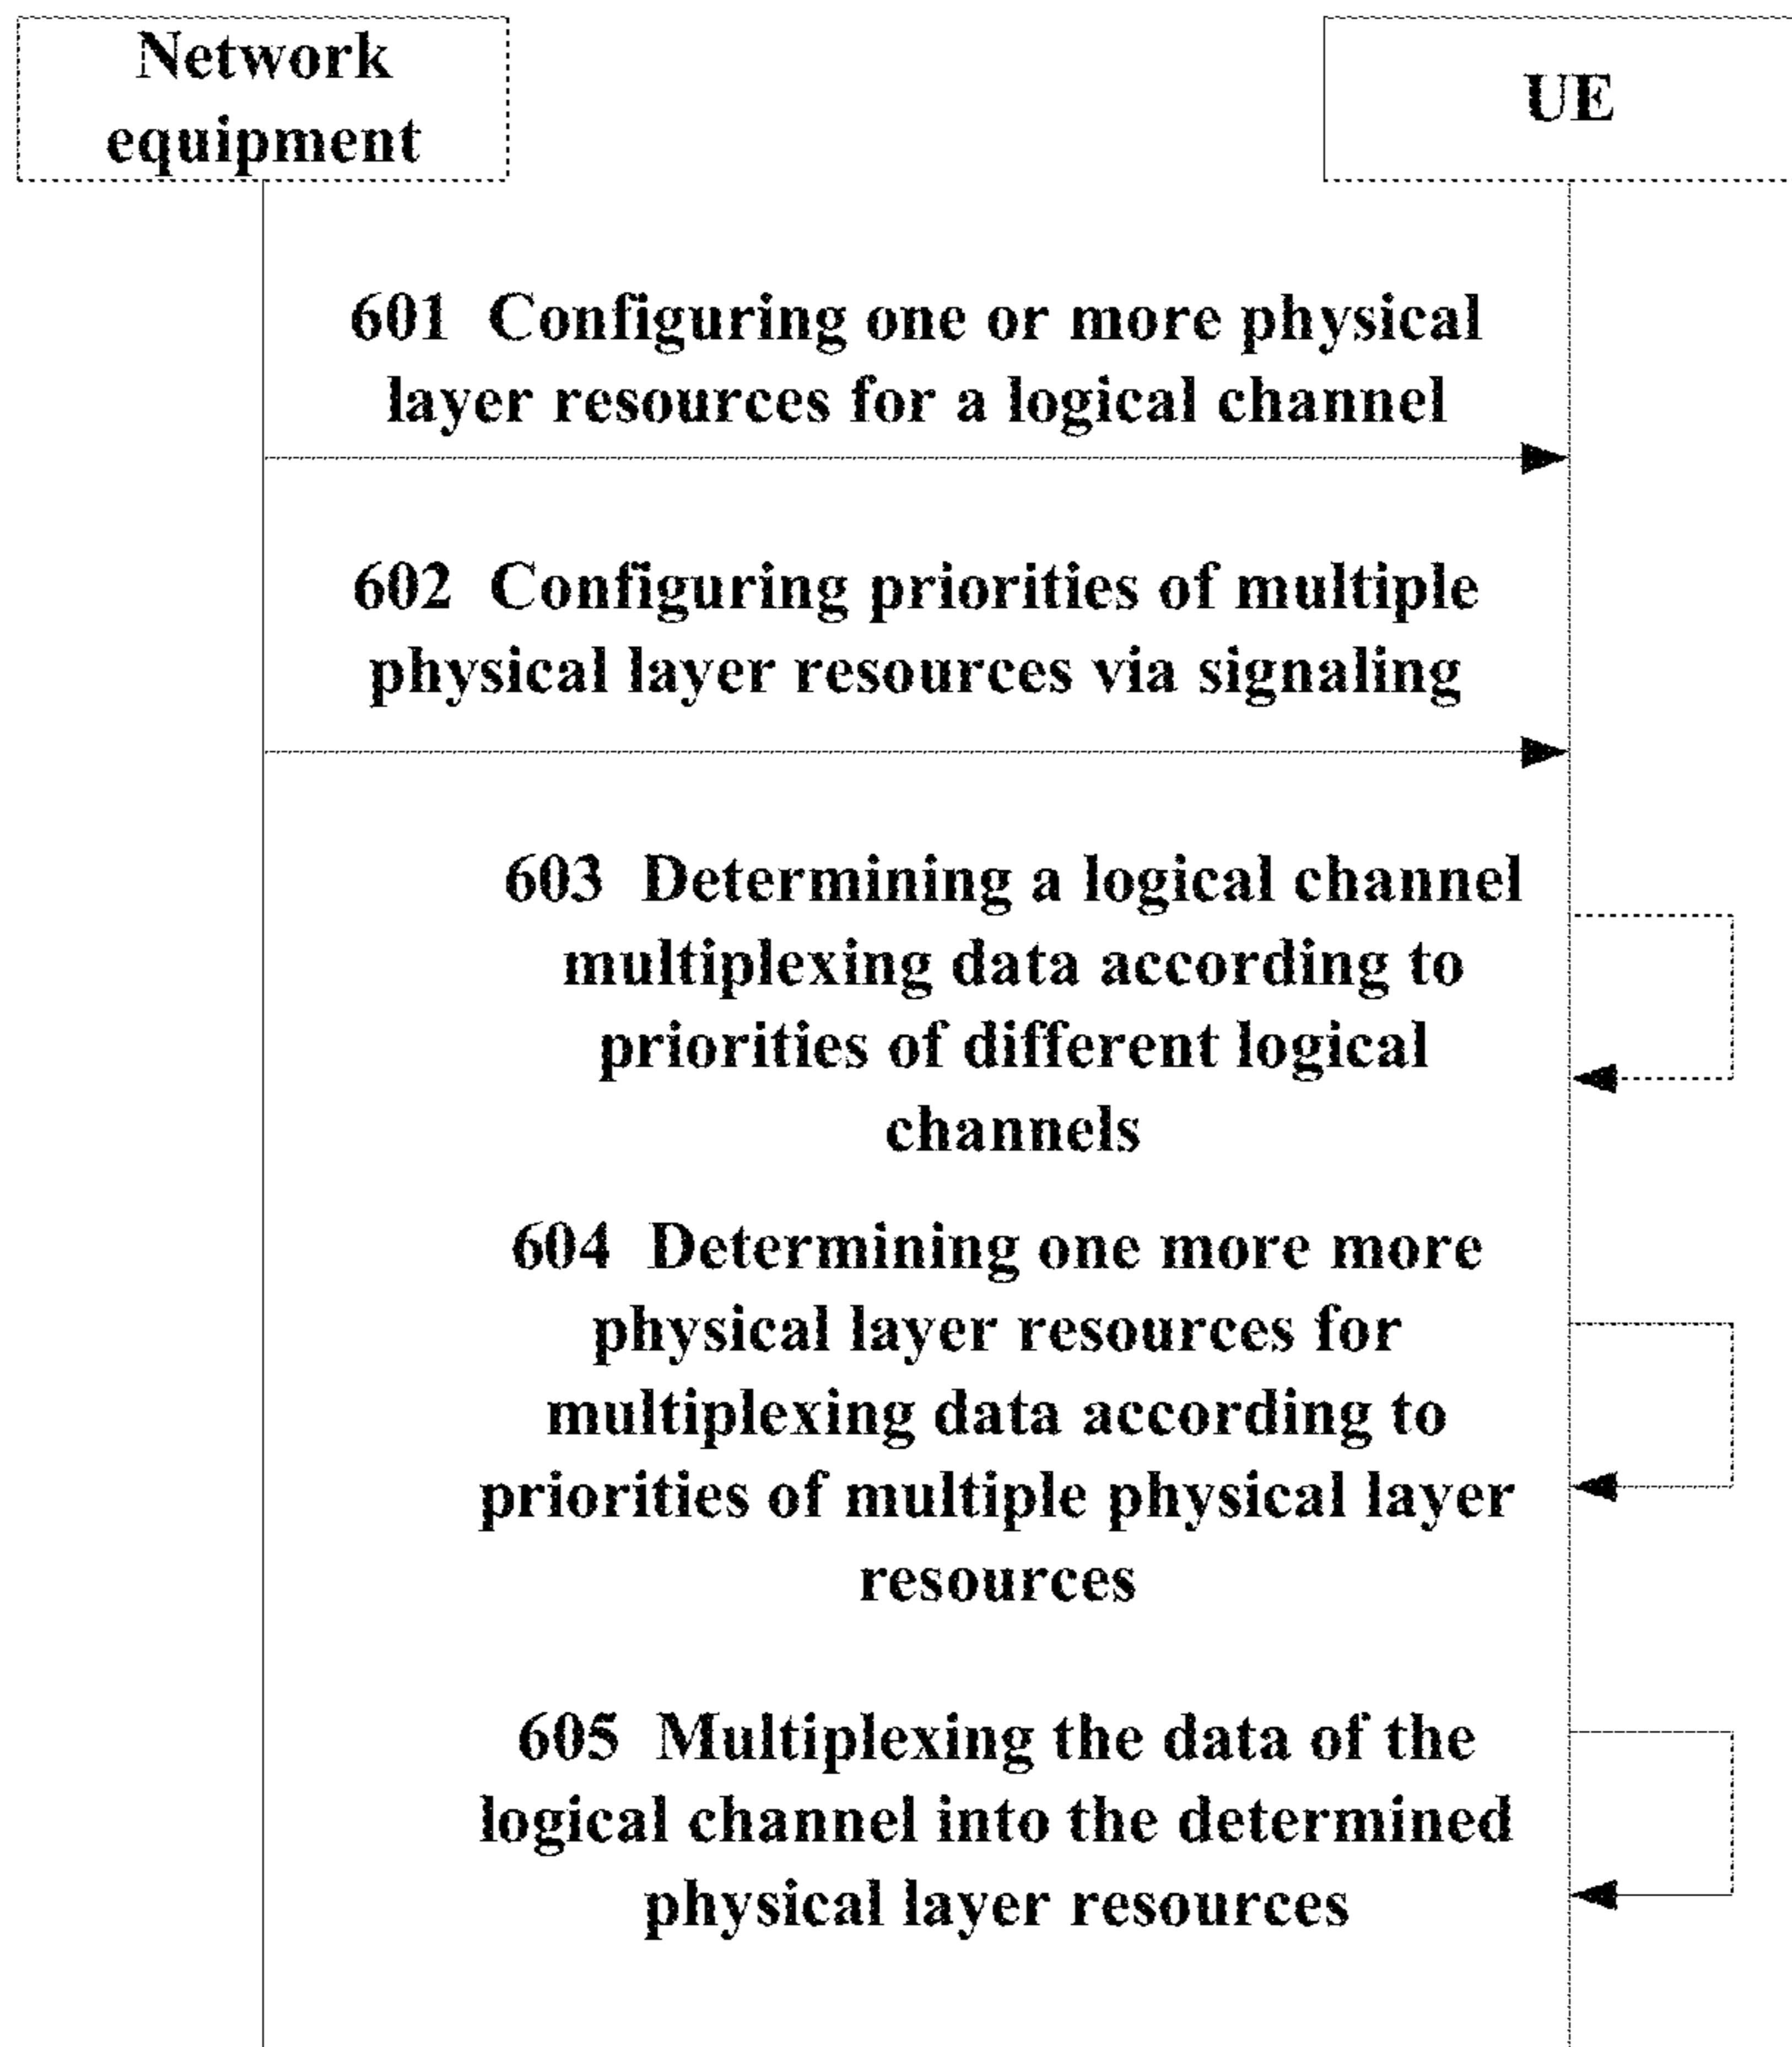 Network
equipment
UE
601 Configuring one or more physical
layer resources for a logical channel
602 Configuring priorities of multiple
physical layer resources via signaling
603 Determining a logical channel
multiplexing data according to
priorities of different logical
channels
604 Determining one more more
physical layer resources for
multiplexing data according to
priorities of multiple physical layer
resources
605 Multiplexing the data of the
logical channel into the determined
physical layer resources